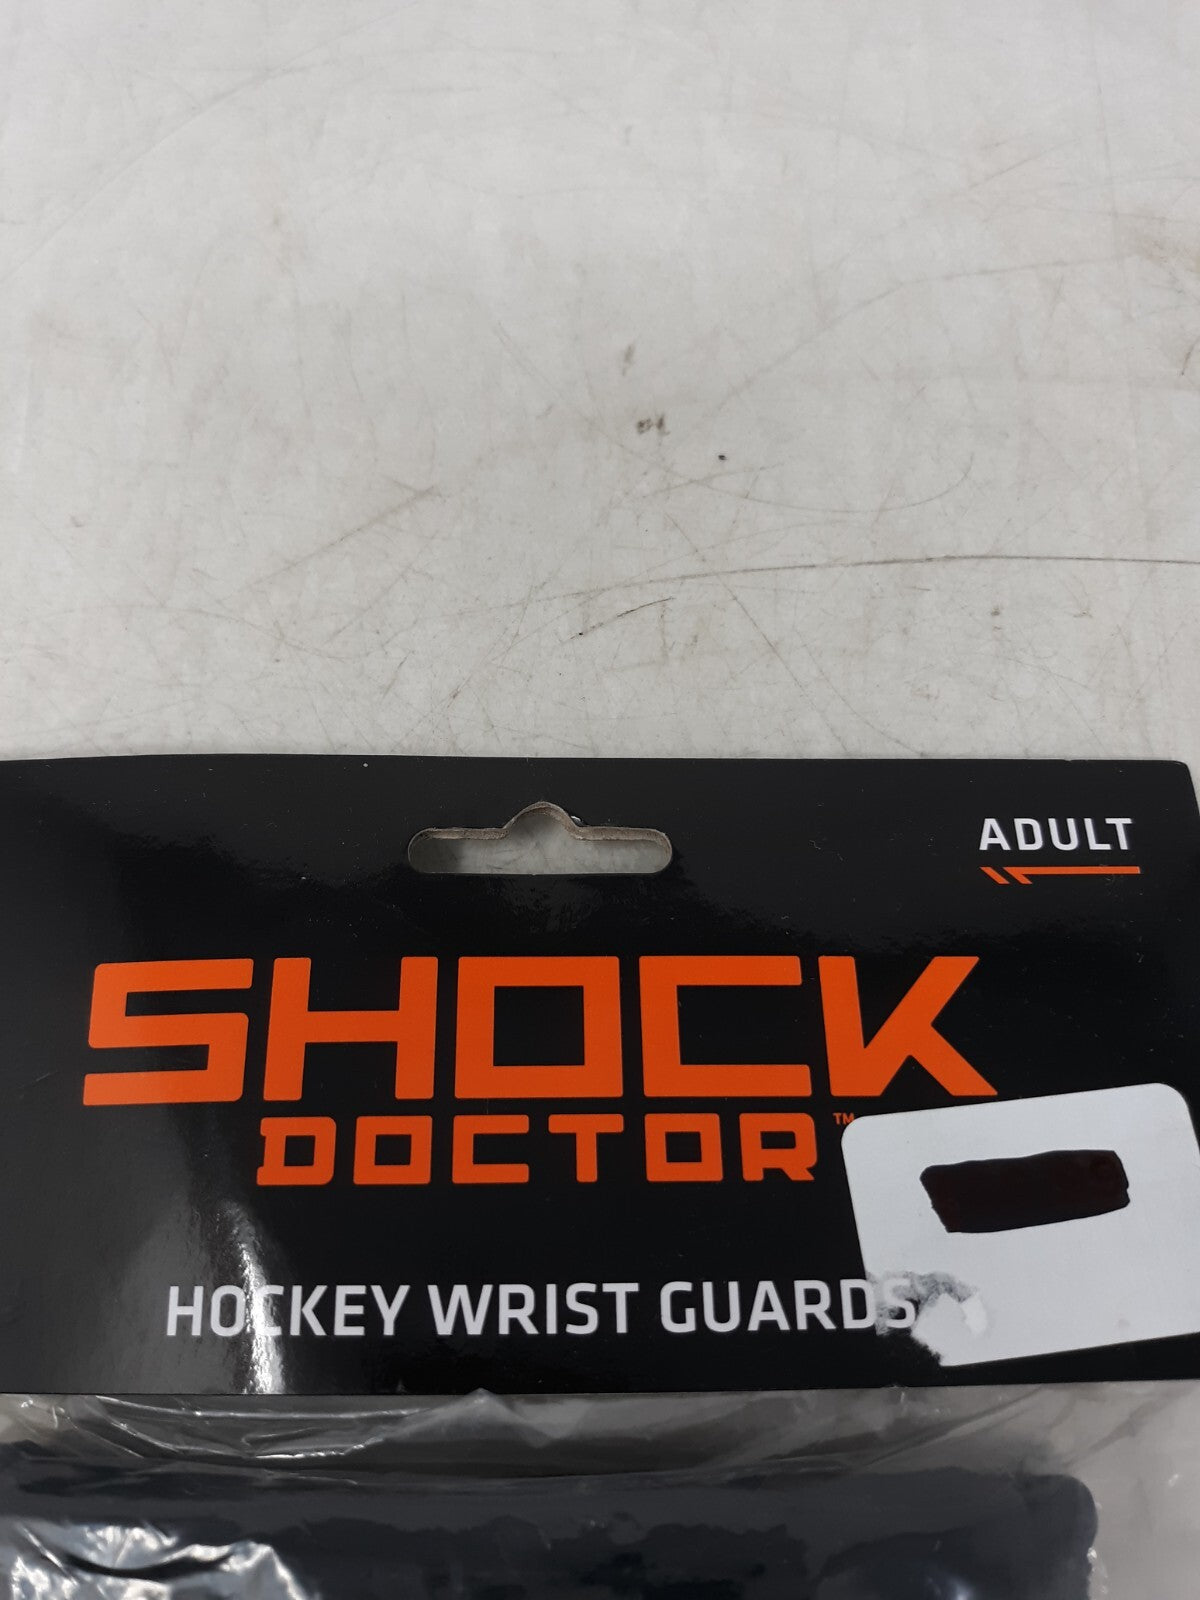 ADULT
SHOCK
DOCTOR™
HOCKEY WRIST GUARDS